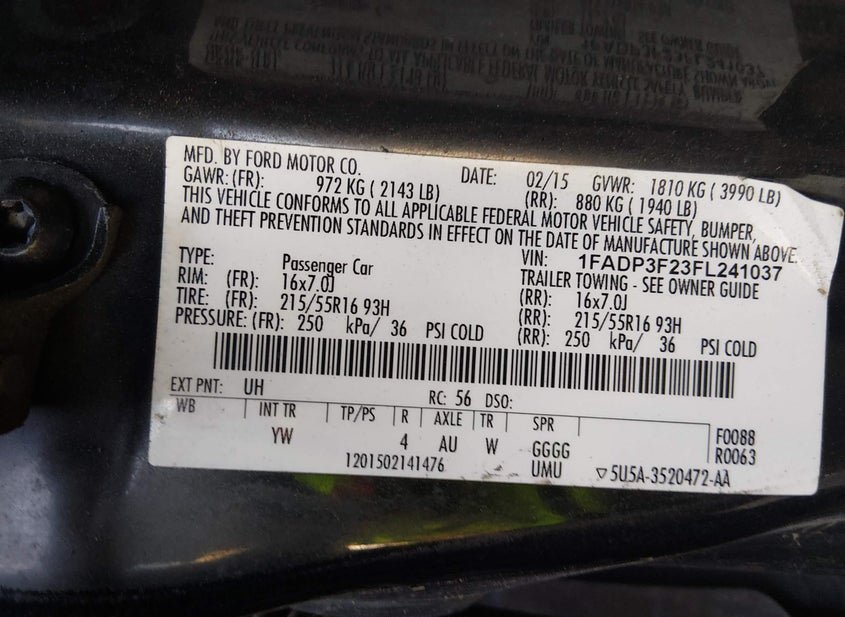 MFD. BY FORD MOTOR CO. DATE: 02/15 GVWR: 1810 KG ( 3990 LB)
GAWR: (FR): 972 KG ( 2143 LB) (RR): 880 KG ( 1940 LB)
THIS VEHICLE CONFORMS TO ALL APPLICABLE FEDERAL MOTOR VEHICLE SAFETY, BUMPER,
AND THEFT PREVENTION STANDARDS IN EFFECT ON THE DATE OF MANUFACTURE SHOWN ABOVE.
VIN: 1FADP3F23FL241037
TYPE: Passenger Car TRAILER TOWING - SEE OWNER GUIDE
RIM: (FR): 16x7.0J (RR): 16x7.0J
TIRE: (FR): 215/55R16 93H (RR): 215/55R16 93H
PRESSURE: (FR): 250 kPa/ 36 PSI COLD (RR): 250 kPa/ 36 PSI COLD
EXT PNT: UH RC: 56 DSO:
WB INT TR TP/PS R AXLE TR SPR
YW 4 AU W GGGG F0088
1201502141476 UMU R0063
▽5U5A-3520472-AA